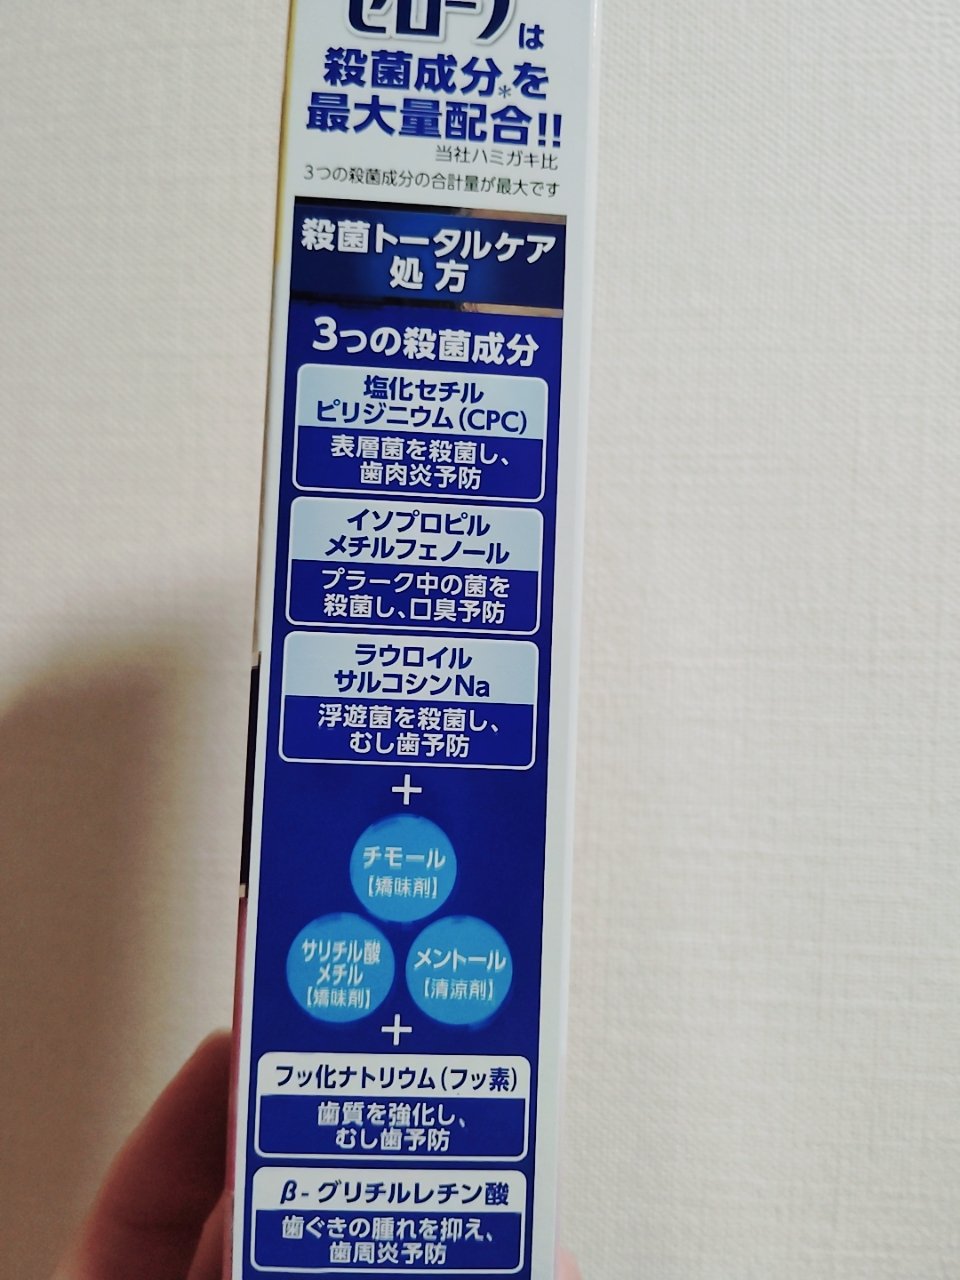 は
殺菌成分*を
最大量配合!!
当社ハミガキ比
3つの殺菌成分の合計量が最大です
殺菌トータルケア
処方
3つの殺菌成分
塩化セチル
ピリジニウム(CPC)
表層菌を殺菌し、
歯肉炎予防
イソプロピル
メチルフェノール
プラーク中の菌を
殺菌し、口臭予防
ラウロイル
サルコシンNa
浮遊菌を殺菌し、
むし歯予防
+
チモール
【矯味剤】
サリチル酸
メチル
【矯味剤】
メントール
【清涼剤】
+
フッ化ナトリウム(フッ素)
歯質を強化し、
むし歯予防
β-グリチルレチン酸
歯ぐきの腫れを抑え、
歯周炎予防